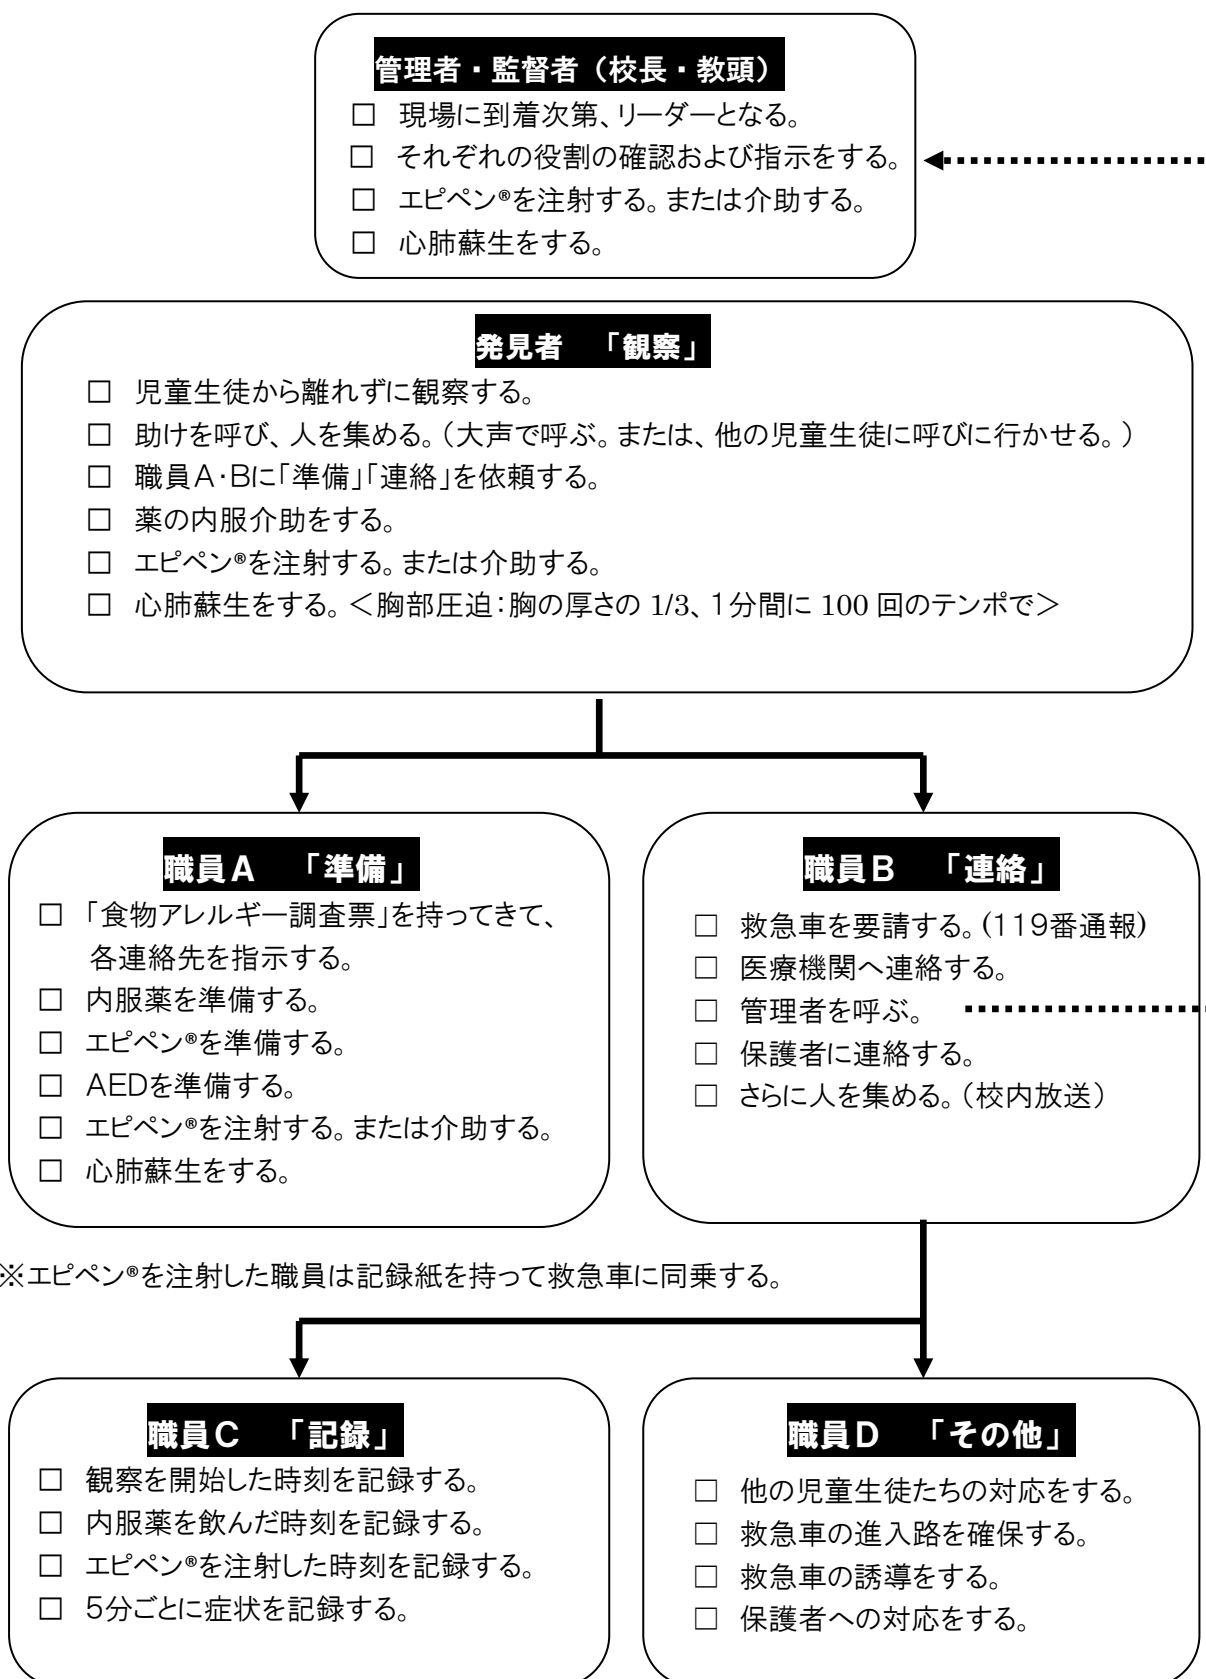 管理者・監督者（校長・教頭）
□ 現場に到着次第、リーダーとなる。
□ それぞれの役割の確認および指示をする。
□ エピペン®を注射する。または介助する。
□ 心肺蘇生をする。
発見者　「観察」
□ 児童生徒から離れずに観察する。
□ 助けを呼び、人を集める。（大声で呼ぶ。または、他の児童生徒に呼びに行かせる。）
□ 職員A・Bに「準備」「連絡」を依頼する。
□ 薬の内服介助をする。
□ エピペン®を注射する。または介助する。
□ 心肺蘇生をする。＜胸部圧迫：胸の厚さの 1/3、１分間に 100 回のテンポで＞
職員Ａ　「準備」
□ 「食物アレルギー調査票」を持ってきて、
各連絡先を指示する。
□ 内服薬を準備する。
□ エピペン®を準備する。
□ AEDを準備する。
□ エピペン®を注射する。または介助する。
□ 心肺蘇生をする。
職員Ｂ　「連絡」
□ 救急車を要請する。(119番通報)
□ 医療機関へ連絡する。
□ 管理者を呼ぶ。
□ 保護者に連絡する。
□ さらに人を集める。（校内放送）
※エピペン®を注射した職員は記録紙を持って救急車に同乗する。
職員Ｃ　「記録」
□ 観察を開始した時刻を記録する。
□ 内服薬を飲んだ時刻を記録する。
□ エピペン®を注射した時刻を記録する。
□ 5分ごとに症状を記録する。
職員Ｄ　「その他」
□ 他の児童生徒たちの対応をする。
□ 救急車の進入路を確保する。
□ 救急車の誘導をする。
□ 保護者への対応をする。